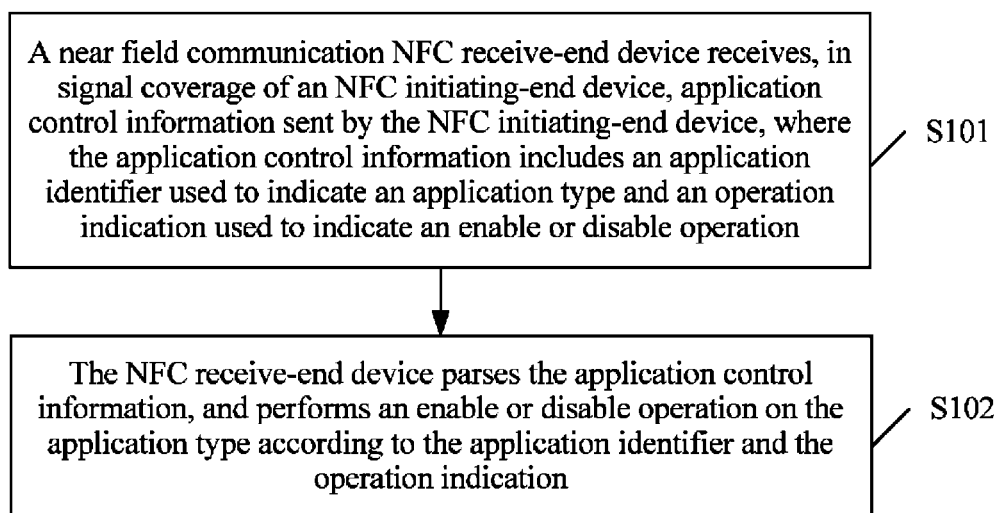 A near field communication NFC receive-end device receives, in
signal coverage of an NFC initiating-end device, application
control information sent by the NFC initiating-end device, where
the application control information includes an application
identifier used to indicate an application type and an operation
indication used to indicate an enable or disable operation
S101
The NFC receive-end device parses the application control
information, and performs an enable or disable operation on the
application type according to the application identifier and the
operation indication
S102